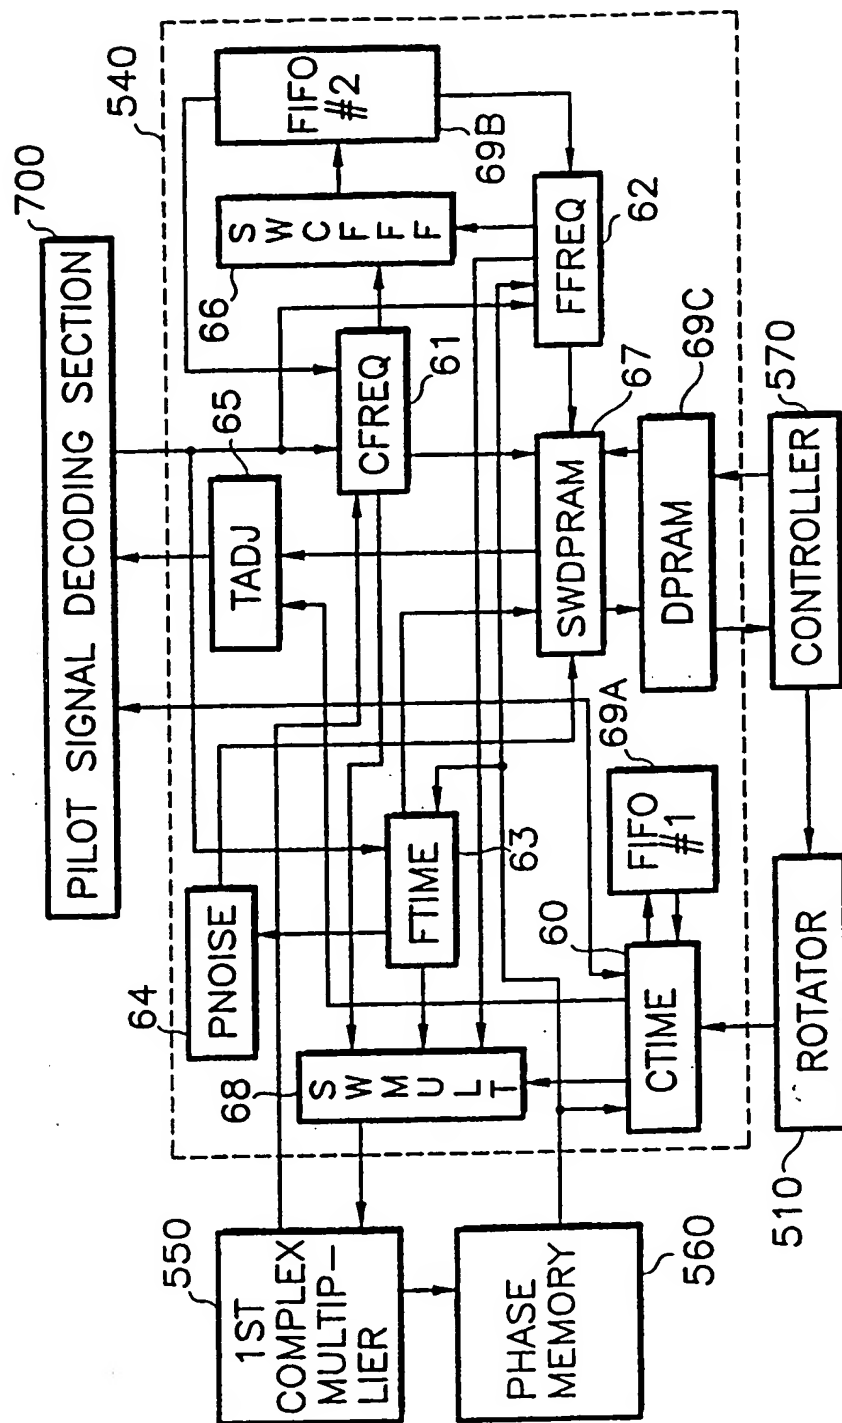 PILOT SIGNAL DECODING SECTION
700
540
FIFO
#2
69B
SWCFFF
66
CFREQ
61
FFREQ
62
TADJ
65
SWDPRAM
67
DPRAM
69C
CONTROLLER
570
PNOISE
64
FTIME
63
SWMULT
68
CTIME
60
FIFO
#1
69A
ROTATOR
510
1ST
COMPLEX
MULTIP–
LIER
550
PHASE
MEMORY
560